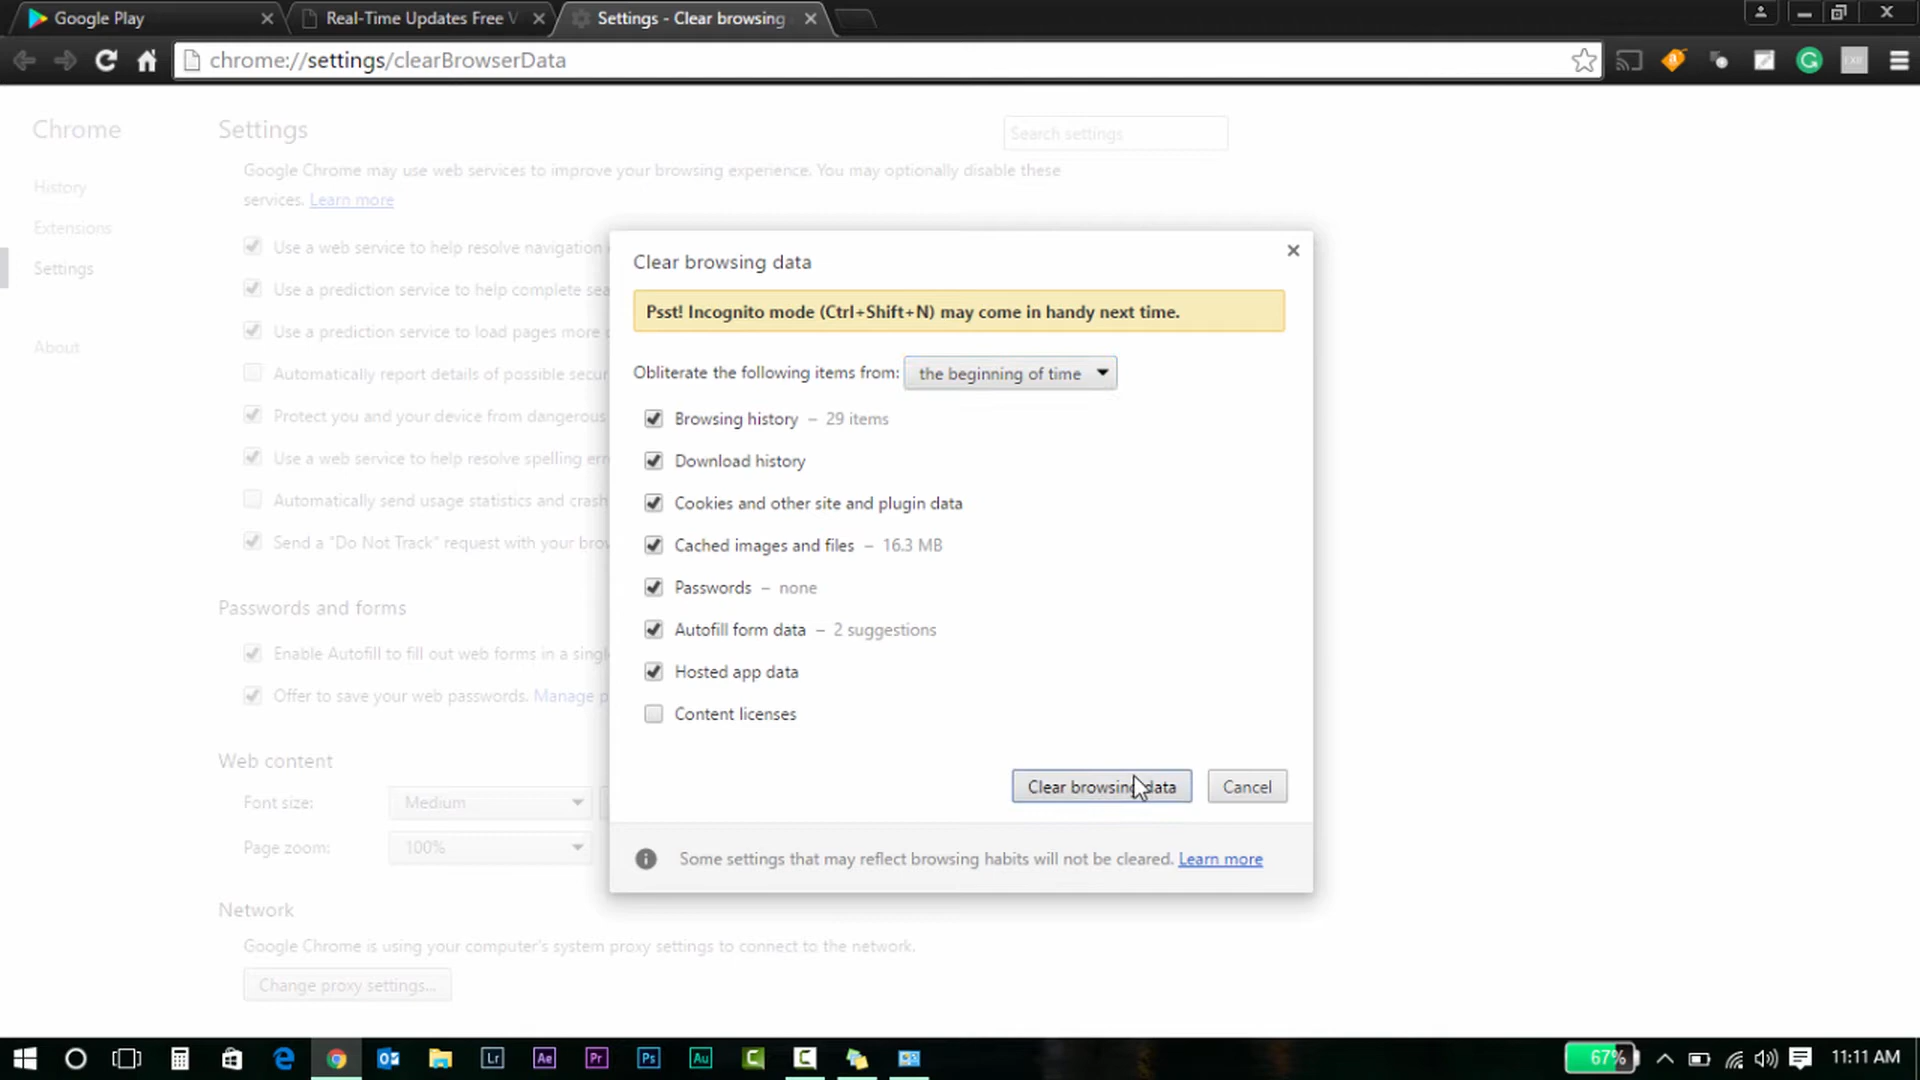 Google Play
Real-Time Updates Free V
Settings - Clear browsing
chrome://settings/clearBrowserData
Chrome
Settings
Search settings
History
Extensions
Settings
About
Google Chrome may use web services to improve your browsing experience. You may optionally disable these
services. Learn more
Use a web service to help resolve navigation
Use a prediction service to help complete sea
Use a prediction service to load pages more
Automatically report details of possible secur
Protect you and your device from dangerous
Use a web service to help resolve spelling err
Automatically send usage statistics and crash
Send a "Do Not Track" request with your brow
Passwords and forms
Enable Autofill to fill out web forms in a singl
Offer to save your web passwords. Manage p
Web content
Font size: Medium
Page zoom: 100%
Network
Google Chrome is using your computer's system proxy settings to connect to the network.
Change proxy settings...
Clear browsing data
Psst! Incognito mode (Ctrl+Shift+N) may come in handy next time.
Obliterate the following items from: the beginning of time
Browsing history – 29 items
Download history
Cookies and other site and plugin data
Cached images and files – 16.3 MB
Passwords – none
Autofill form data – 2 suggestions
Hosted app data
Content licenses
Clear browsing data
Cancel
Some settings that may reflect browsing habits will not be cleared. Learn more
Lr
Ae
Pr
Ps
Au
67%
11:11 AM